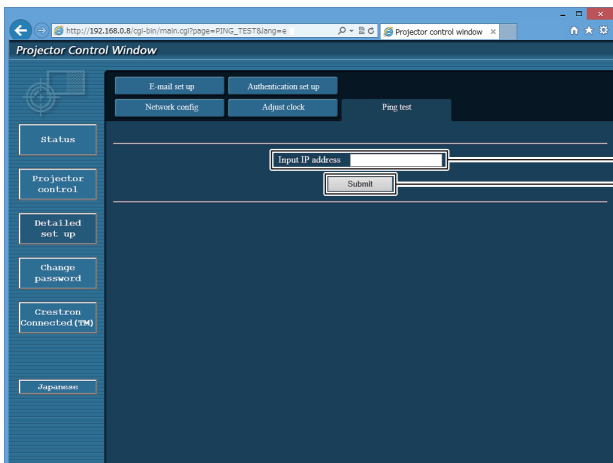 http://192.168.0.8/cgi-bin/main.cgi?page=PING_TEST&lang=e
Projector control window
Projector Control Window
E-mail set up
Authentication set up
Network config
Adjust clock
Ping test
Status
Input IP address
Submit
Projector
control
Detailed
set up
Change
password
Crestron
Connected(TM)
Japanese